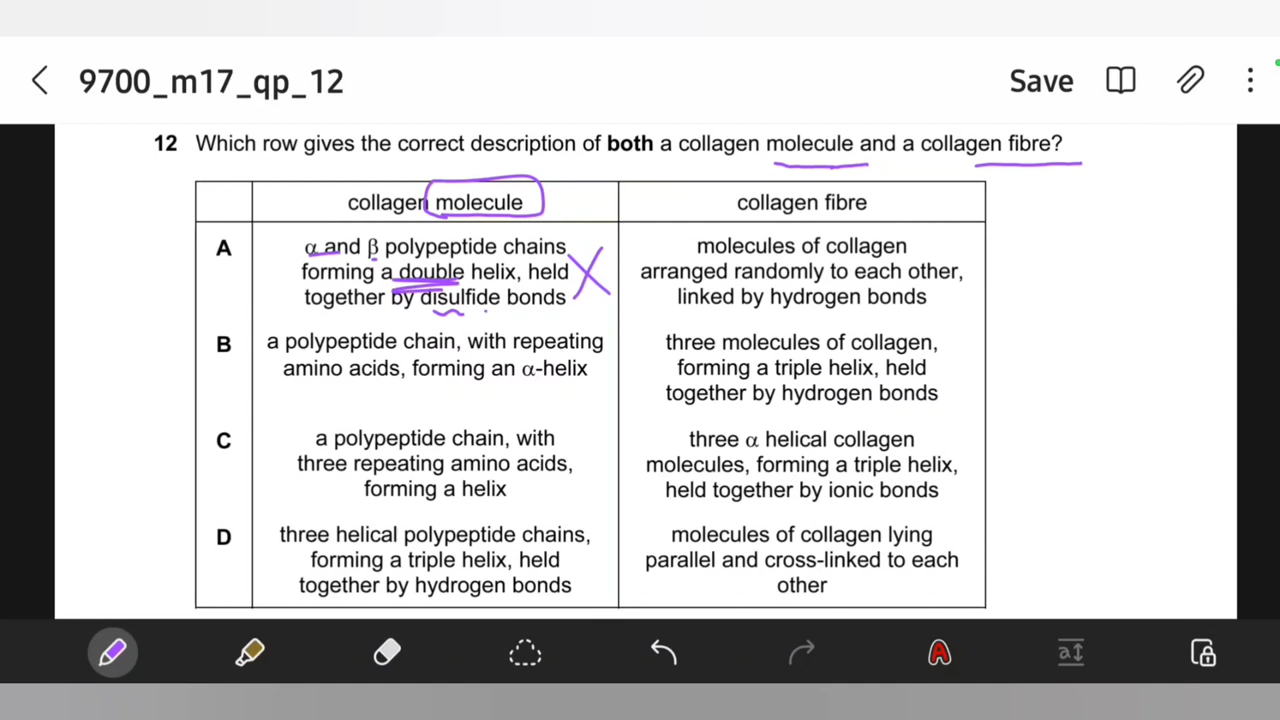 9700_m17_qp_12
Save
12 Which row gives the correct description of both a collagen molecule and a collagen fibre?
collagen molecule
collagen fibre
A
α and β polypeptide chains
forming a double helix, held
together by disulfide bonds
molecules of collagen
arranged randomly to each other,
linked by hydrogen bonds
B
a polypeptide chain, with repeating
amino acids, forming an α-helix
three molecules of collagen,
forming a triple helix, held
together by hydrogen bonds
C
a polypeptide chain, with
three repeating amino acids,
forming a helix
three α helical collagen
molecules, forming a triple helix,
held together by ionic bonds
D
three helical polypeptide chains,
forming a triple helix, held
together by hydrogen bonds
molecules of collagen lying
parallel and cross-linked to each
other
A
a